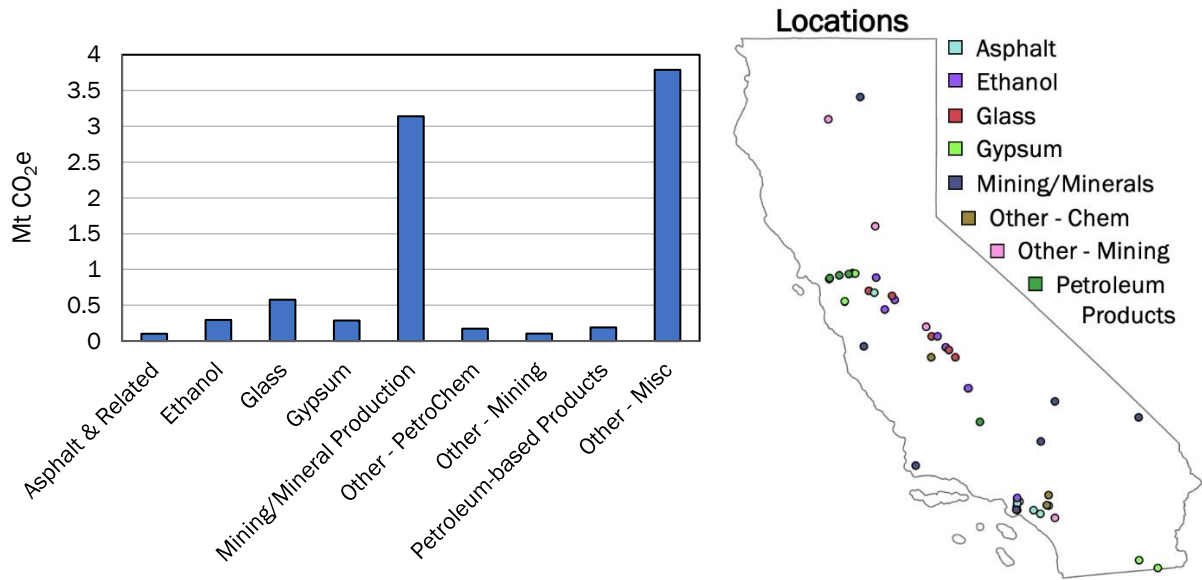 4
3.5
3
2.5
2
1.5
1
0.5
0
Mt CO₂e
Asphalt & Related
Ethanol
Glass
Gypsum
Mining/Mineral Production
Other - PetroChem
Other - Mining
Petroleum-based Products
Other - Misc
Locations
Asphalt
Ethanol
Glass
Gypsum
Mining/Minerals
Other - Chem
Other - Mining
Petroleum
Products